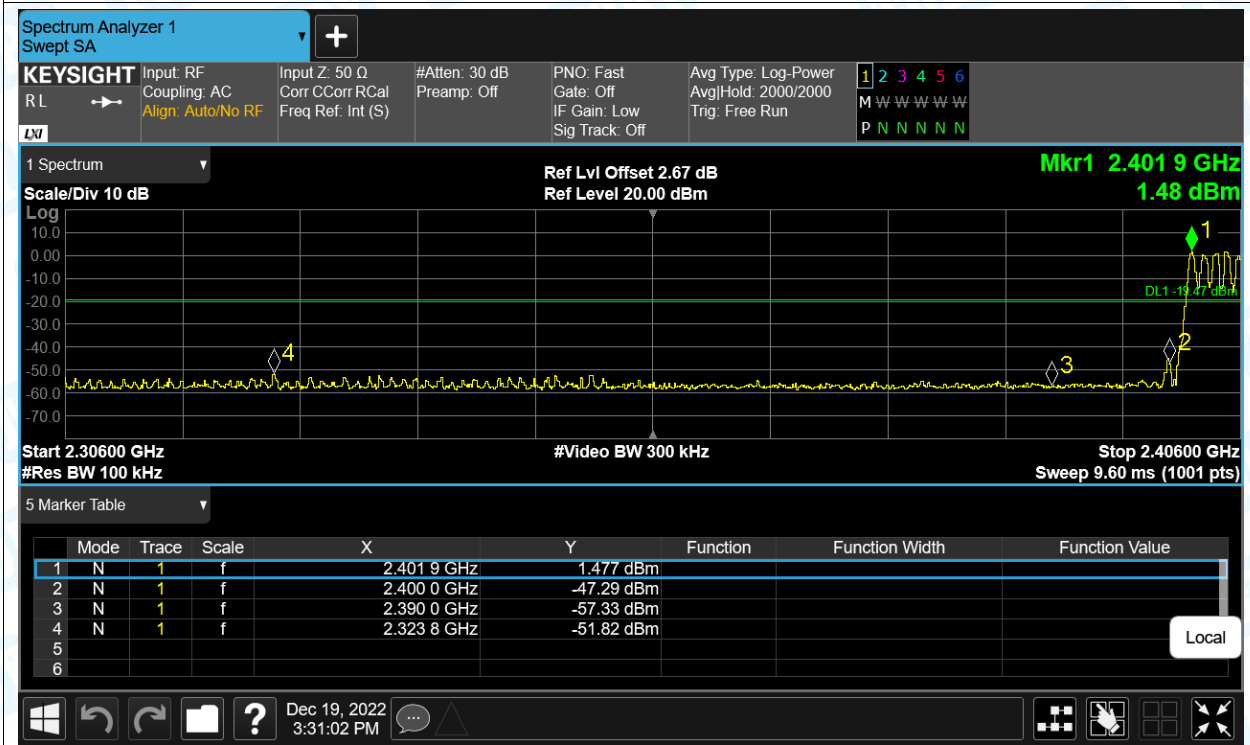 Spectrum Analyzer 1
Swept SA
KEYSIGHT
RL
LXI
Input: RF
Coupling: AC
Align: Auto/No RF
Input Z: 50 Ω
Corr CCorr RCal
Freq Ref: Int (S)
#Atten: 30 dB
Preamp: Off
PNO: Fast
Gate: Off
IF Gain: Low
Sig Track: Off
Avg Type: Log-Power
Avg|Hold: 2000/2000
Trig: Free Run
1 2 3 4 5 6
M W W W W W
P N N N N N
1 Spectrum
Scale/Div 10 dB
Ref Lvl Offset 2.67 dB
Ref Level 20.00 dBm
Mkr1 2.401 9 GHz
1.48 dBm
Log
10.0
0.00
-10.0
-20.0
-30.0
-40.0
-50.0
-60.0
-70.0
1
DL1 -19.47 dBm
2
3
4
Start 2.30600 GHz
#Res BW 100 kHz
#Video BW 300 kHz
Stop 2.40600 GHz
Sweep 9.60 ms (1001 pts)
5 Marker Table
Mode Trace Scale X Y Function Function Width Function Value
1 N 1 f 2.401 9 GHz 1.477 dBm
2 N 1 f 2.400 0 GHz -47.29 dBm
3 N 1 f 2.390 0 GHz -57.33 dBm
4 N 1 f 2.323 8 GHz -51.82 dBm
5
6
Local
?
Dec 19, 2022
3:31:02 PM